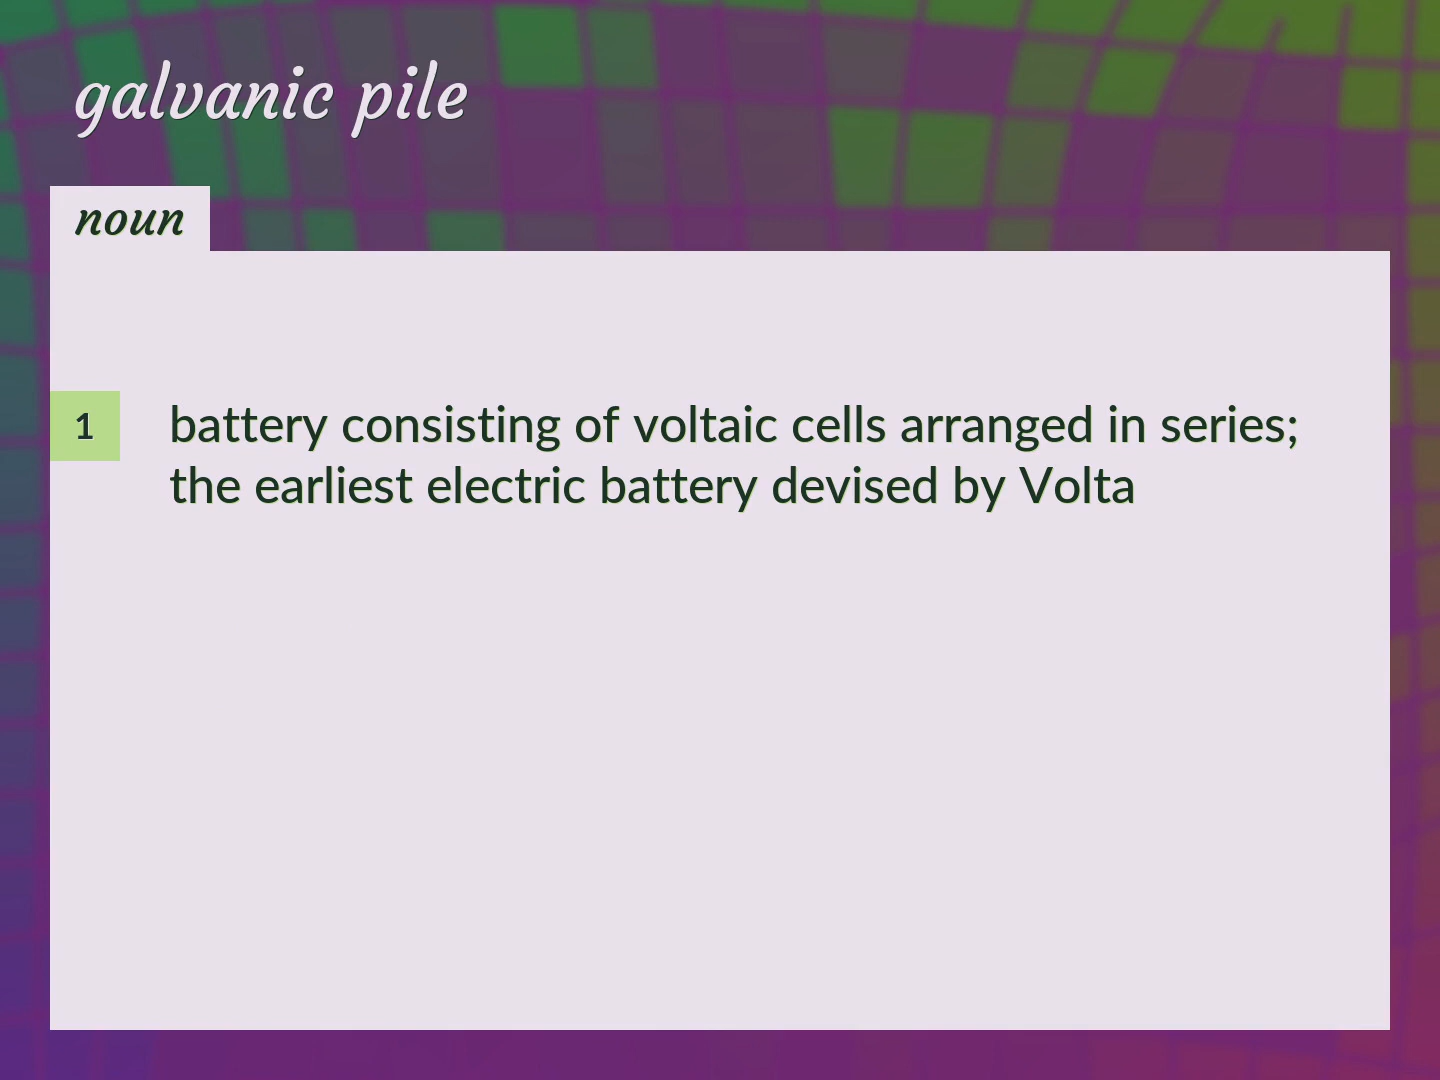 galvanic pile
noun
1 battery consisting of voltaic cells arranged in series;
the earliest electric battery devised by Volta